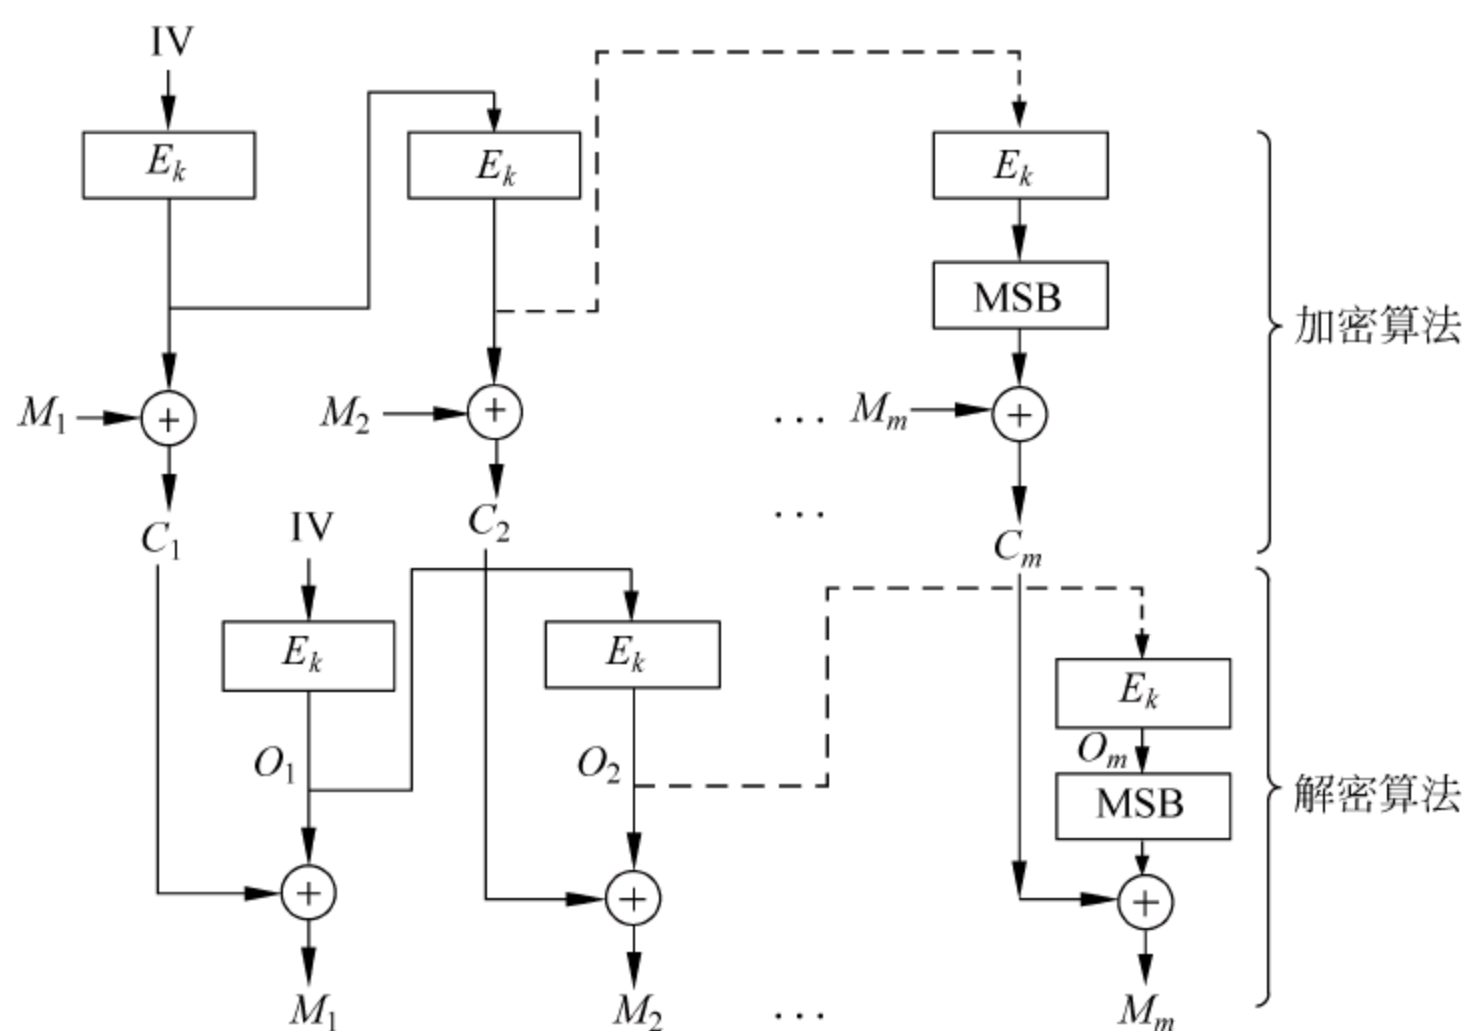 IV
E_k E_k E_k
MSB
加密算法
M_1 + M_2 + ... M_m +
C_1 C_2 ... C_m
IV
E_k E_k E_k
O_1 O_2 O_m
MSB
解密算法
+ + +
M_1 M_2 ... M_m